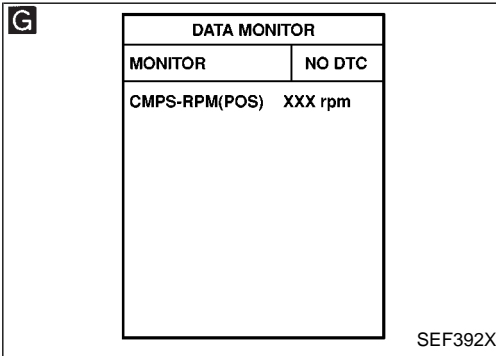 G
DATA MONITOR
MONITOR NO DTC
CMPS-RPM(POS) XXX rpm
SEF392X